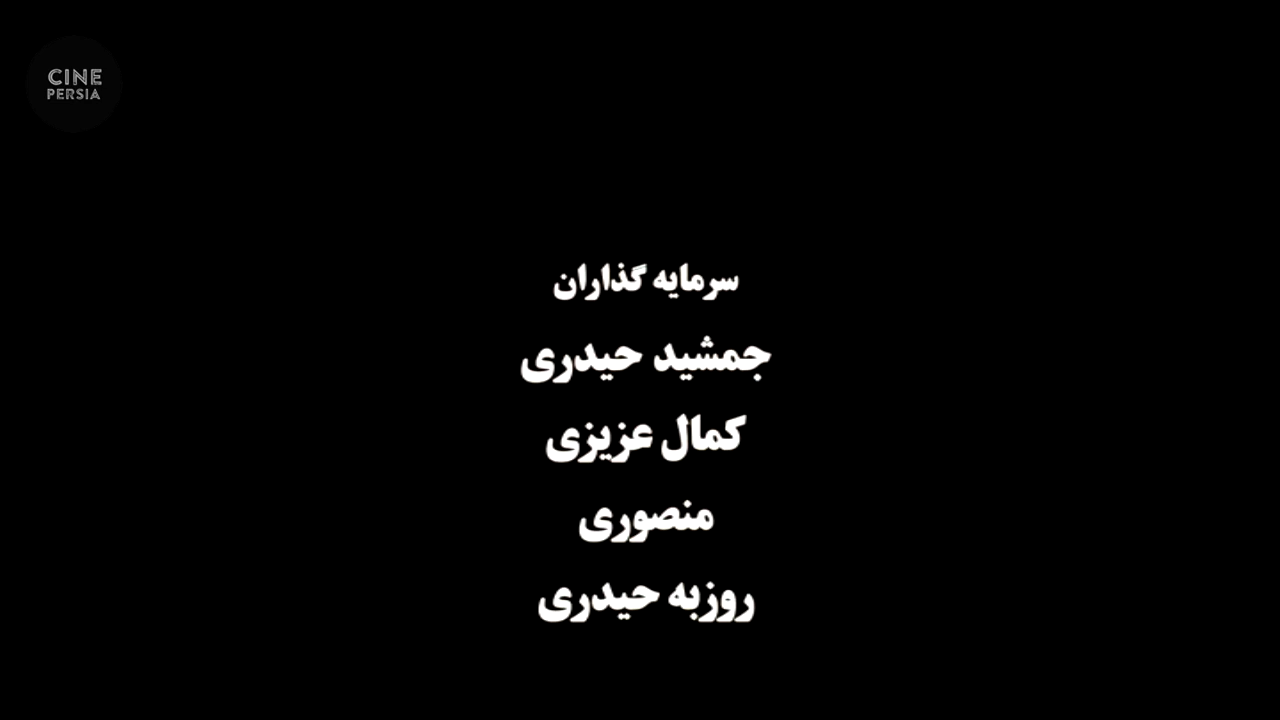 CINE
PERSIA
سرمایه گذاران
جمشید حیدری
کمال عزیزی
منصوری
روزبه حیدری